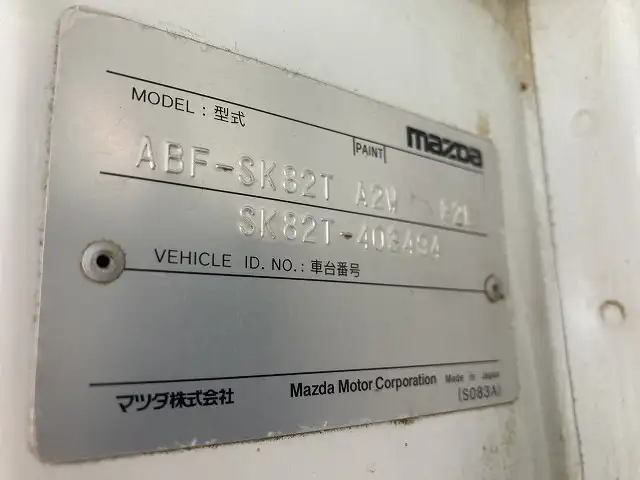 MODEL : 型式
PAINT
mazda
ABF-SK82T A2W
SK82T-403494
VEHICLE ID. NO. : 車台番号
マツダ株式会社 Mazda Motor Corporation Made in Japan
(S083A)